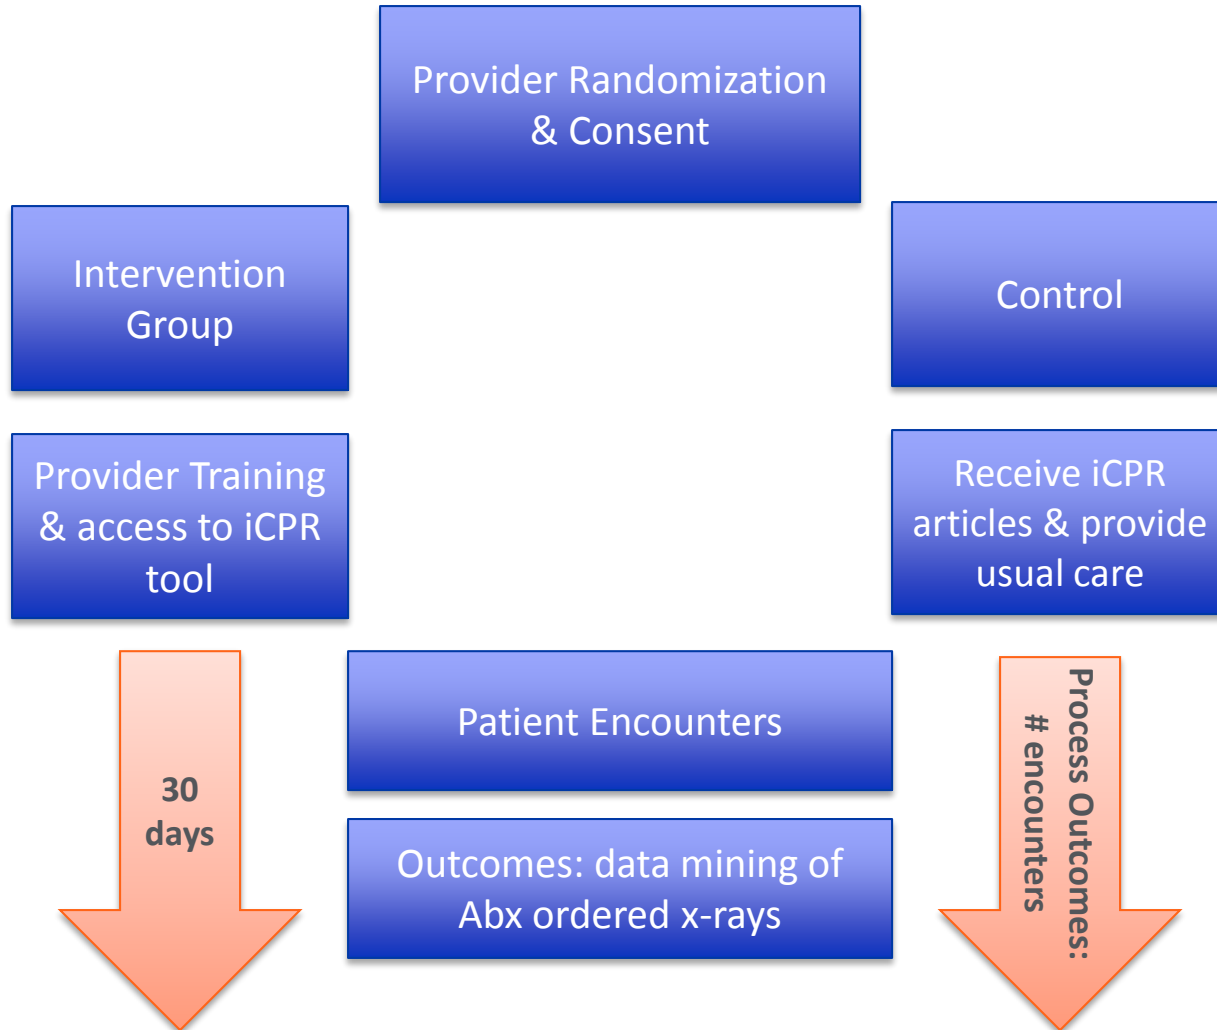 Provider Randomization
& Consent
Intervention
Group
Control
Provider Training
& access to iCPR
tool
Receive iCPR
articles & provide
usual care
Patient Encounters
30
days
Process Outcomes:
# encounters
Outcomes: data mining of
Abx ordered x-rays